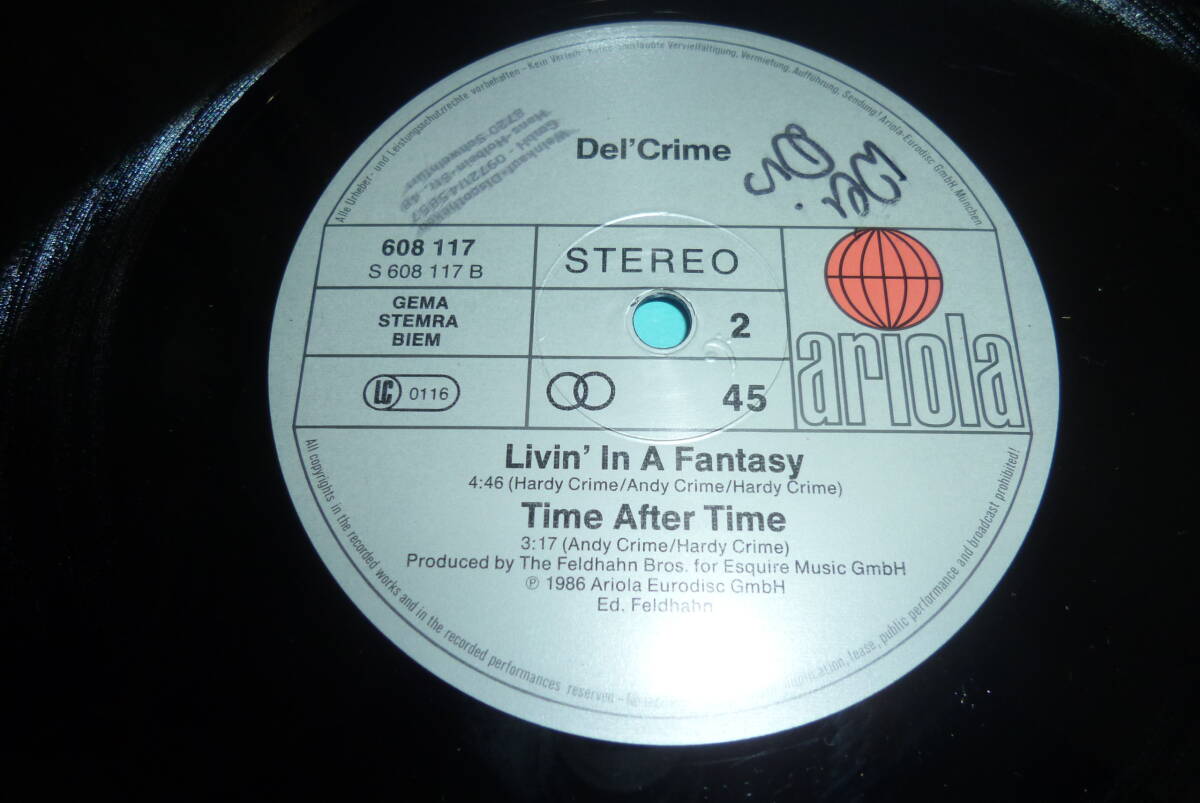 Alle Urheber- und Leistungsschutzrechte vorbehalten - Kein Verleih! Keine unerlaubte Vervielfältigung, Vermietung, Aufführung, Sendung! Ariola-Eurodisc GmbH, München
Del'Crime
608 117
S 608 117 B
STEREO
GEMA
STEMRA
BIEM
2
LC 0116
45
ariola
Livin' In A Fantasy
4:46 (Hardy Crime/Andy Crime/Hardy Crime)
Time After Time
3:17 (Andy Crime/Hardy Crime)
Produced by The Feldhahn Bros. for Esquire Music GmbH
℗ 1986 Ariola Eurodisc GmbH
Ed. Feldhahn
All copyrights in the recorded works and in the recorded performances reserved - lease, public performance and broadcast prohibited!